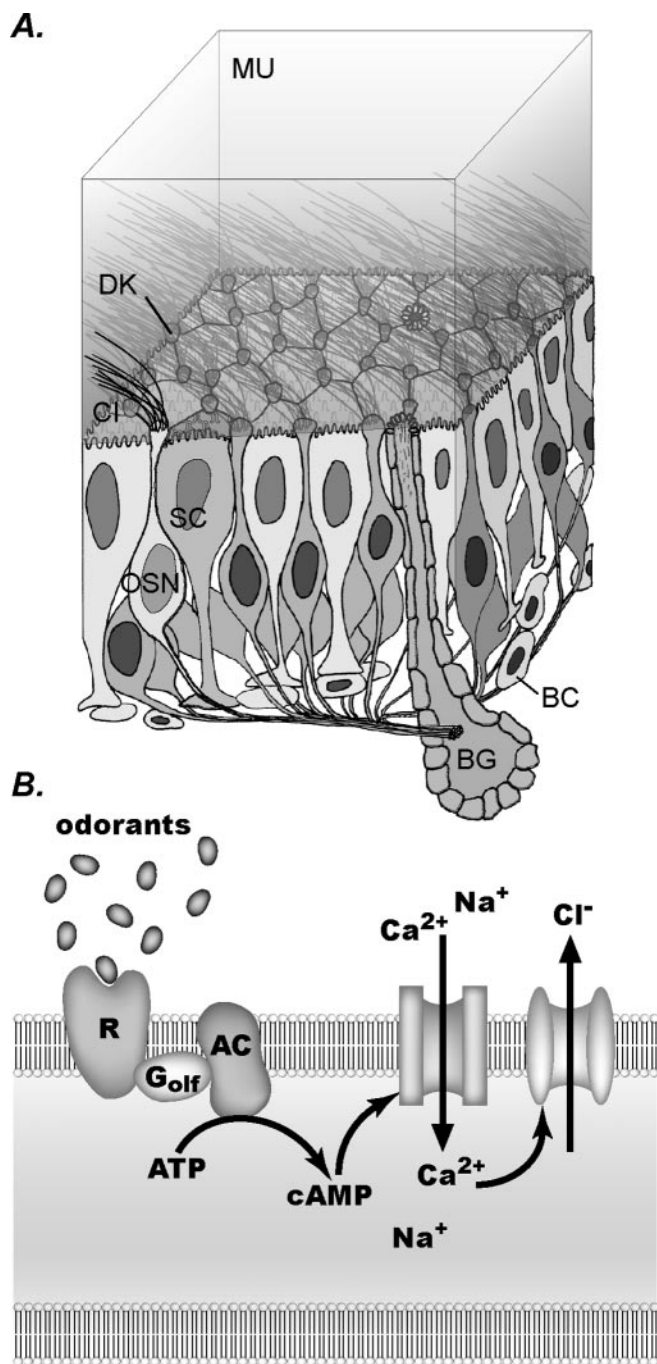 A.
MU
DK
CI
SC
OSN
BC
BG
B.
odorants
Na⁺
Ca²⁺
Cl⁻
R
AC
Golf
ATP
cAMP
Ca²⁺
Na⁺